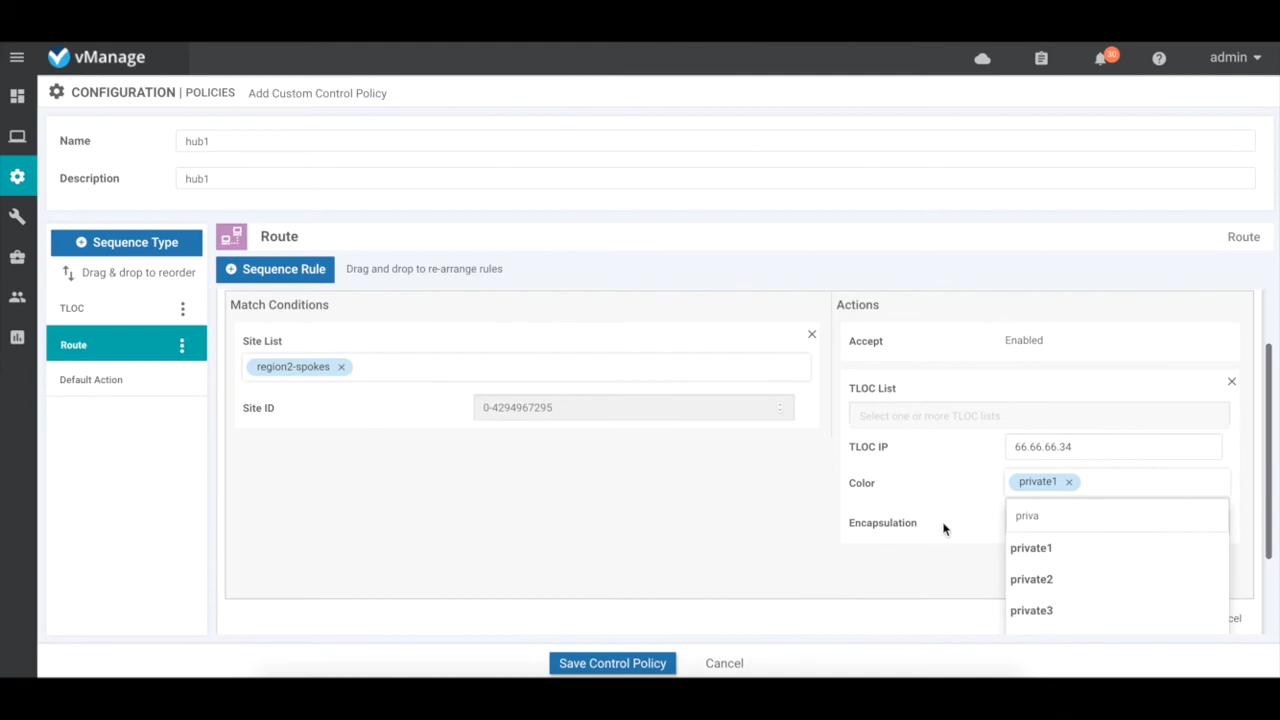 vManage
30
admin
CONFIGURATION | POLICIES Add Custom Control Policy
Name
hub1
Description
hub1
Sequence Type
Drag & drop to reorder
TLOC
Route
Default Action
Route
Route
Sequence Rule
Drag and drop to re-arrange rules
Match Conditions
Site List
region2-spokes
Site ID
0-4294967295
Actions
Accept
Enabled
TLOC List
Select one or more TLOC lists
TLOC IP
66.66.66.34
Color
private1
Encapsulation
priva
private1
private2
private3
cel
Save Control Policy
Cancel